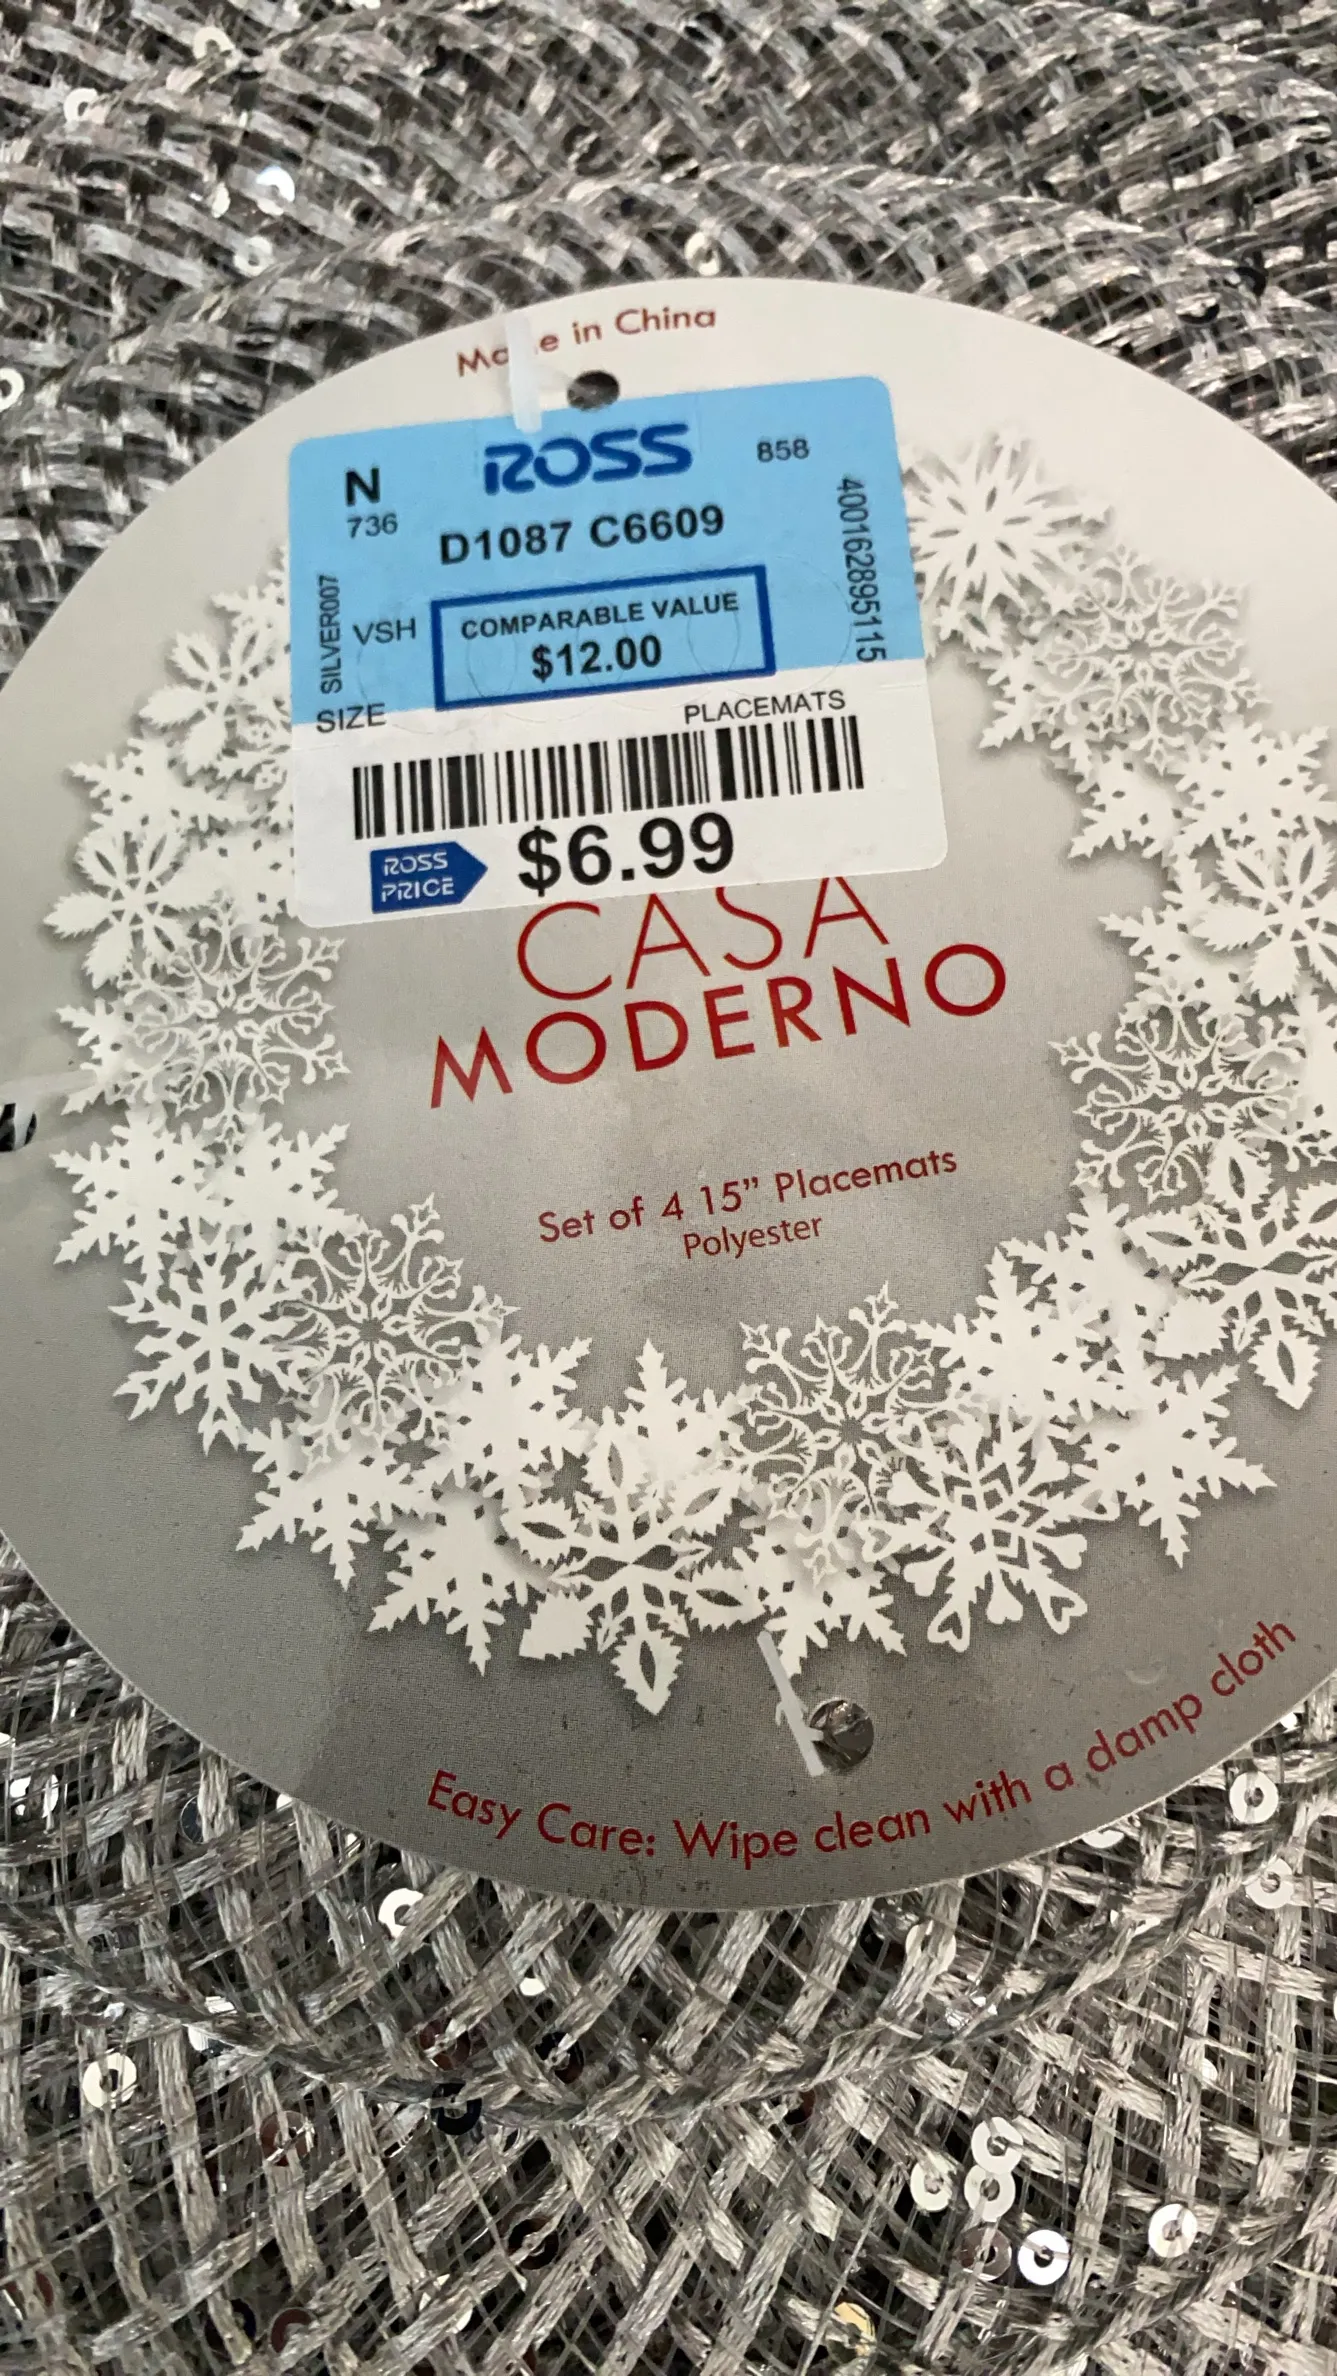 Made in China
ROSS
858
N
736
D1087 C6609
400162895115
SILVER007
VSH
COMPARABLE VALUE
$12.00
SIZE
PLACEMATS
ROSS
PRICE
$6.99
CASA
MODERNO
Set of 4 15” Placemats
Polyester
Easy Care: Wipe clean with a damp cloth